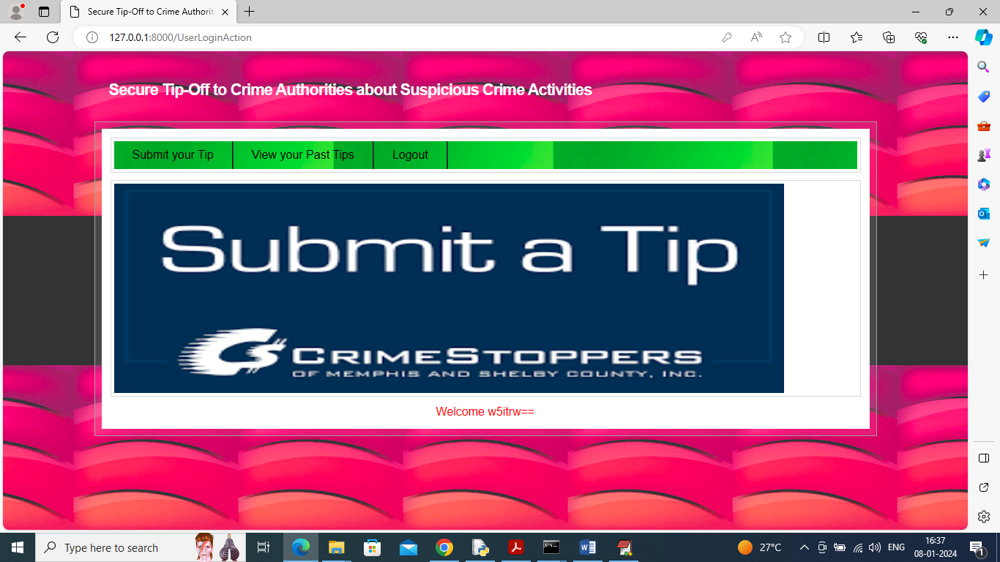 Secure Tip-Off to Crime Authoriti
127.0.0.1:8000/UserLoginAction
Secure Tip-Off to Crime Authorities about Suspicious Crime Activities
Submit your Tip
View your Past Tips
Logout
Submit a Tip
CRIMESTOPPERS
OF MEMPHIS AND SHELBY COUNTY, INC.
Welcome w5itrw==
Type here to search
27°C
ENG
16:37
08-01-2024
1